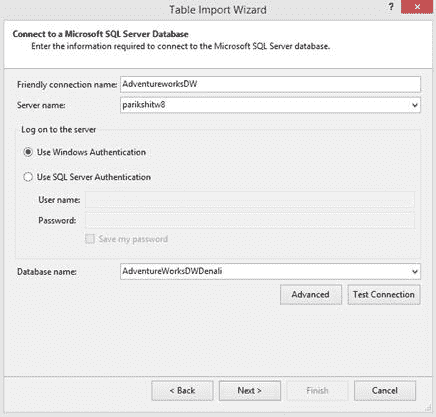 Table Import Wizard
?
Connect to a Microsoft SQL Server Database
Enter the information required to connect to the Microsoft SQL Server database.
Friendly connection name: AdventureworksDW
Server name: parikshitw8
Log on to the server
Use Windows Authentication
Use SQL Server Authentication
User name:
Password:
Save my password
Database name: AdventureWorksDWDenali
Advanced Test Connection
< Back Next > Finish Cancel